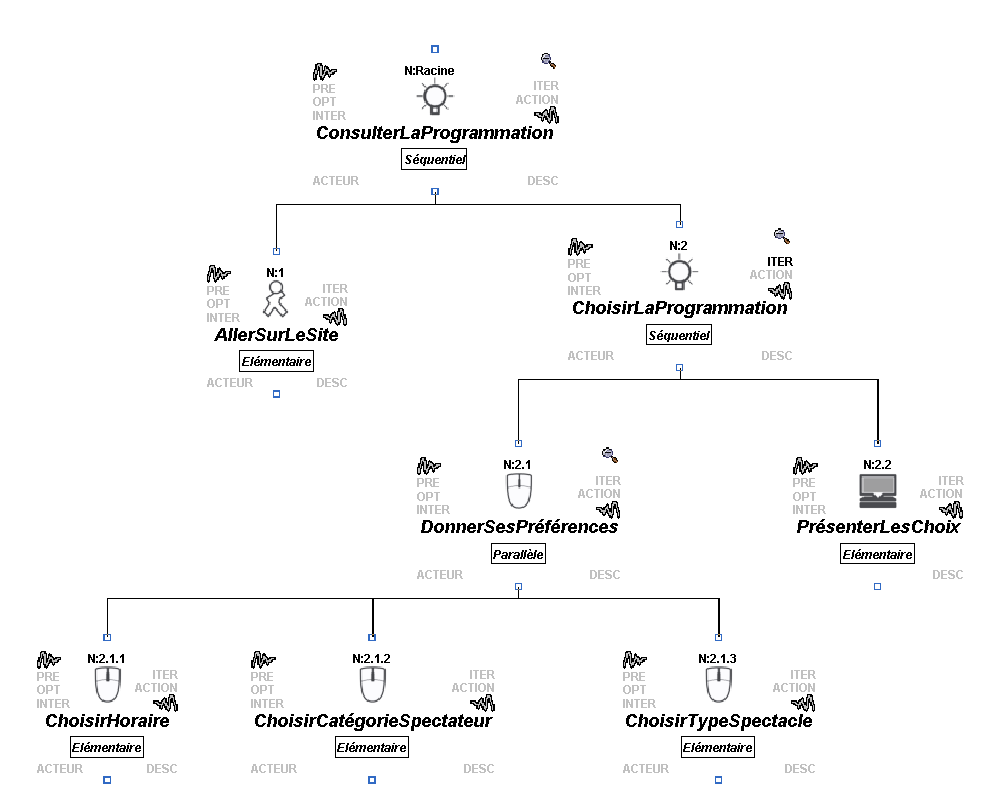 N:Racine
PRE ITER
OPT ACTION
INTER
ConsulterLaProgrammation
Séquentiel
ACTEUR DESC
N:1
PRE ITER
OPT ACTION
INTER
AllerSurLeSite
Elémentaire
ACTEUR DESC
N:2
PRE ITER
OPT ACTION
INTER
ChoisirLaProgrammation
Séquentiel
ACTEUR DESC
N:2.1
PRE ITER
OPT ACTION
INTER
DonnerSesPréférences
Parallèle
ACTEUR DESC
N:2.2
PRE ITER
OPT ACTION
INTER
PrésenterLesChoix
Elémentaire
ACTEUR DESC
N:2.1.1
PRE ITER
OPT ACTION
INTER
ChoisirHoraire
Elémentaire
ACTEUR DESC
N:2.1.2
PRE ITER
OPT ACTION
INTER
ChoisirCatégorieSpectateur
Elémentaire
ACTEUR DESC
N:2.1.3
PRE ITER
OPT ACTION
INTER
ChoisirTypeSpectacle
Elémentaire
ACTEUR DESC